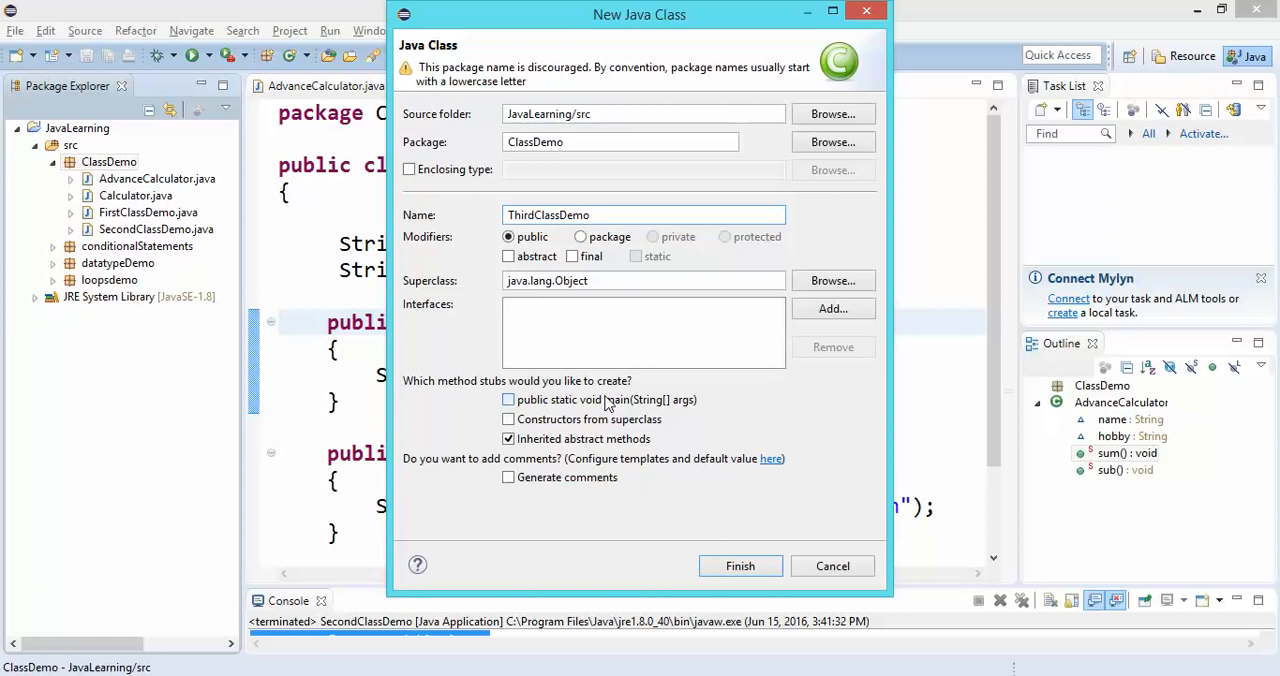 New Java Class
File Edit Source Refactor Navigate Search Project Run Windo
Quick Access Resource Java
Java Class
This package name is discouraged. By convention, package names usually start
with a lowercase letter
Source folder: JavaLearning/src Browse...
Package: ClassDemo Browse...
Enclosing type: Browse...
Name: ThirdClassDemo
Modifiers: public package private protected
abstract final static
Superclass: java.lang.Object Browse...
Interfaces: Add...
Remove
Which method stubs would you like to create?
public static void main(String[] args)
Constructors from superclass
Inherited abstract methods
Do you want to add comments? (Configure templates and default value here)
Generate comments
Finish Cancel
Package Explorer
JavaLearning
src
ClassDemo
AdvanceCalculator.java
Calculator.java
FirstClassDemo.java
SecondClassDemo.java
conditionalStatements
datatypeDemo
loopsdemo
JRE System Library [JavaSE-1.8]
AdvanceCalculator.java
package C
public cl
{
Stri
Stri
publi
{
S
}
publi
{
S n");
}
Task List
Find All Activate...
Connect Mylyn
Connect to your task and ALM tools or
create a local task.
Outline
ClassDemo
AdvanceCalculator
name : String
hobby : String
S sum() : void
S sub() : void
Console
<terminated> SecondClassDemo [Java Application] C:\Program Files\Java\jre1.8.0_40\bin\javaw.exe (Jun 15, 2016, 3:41:32 PM)
ClassDemo - JavaLearning/src